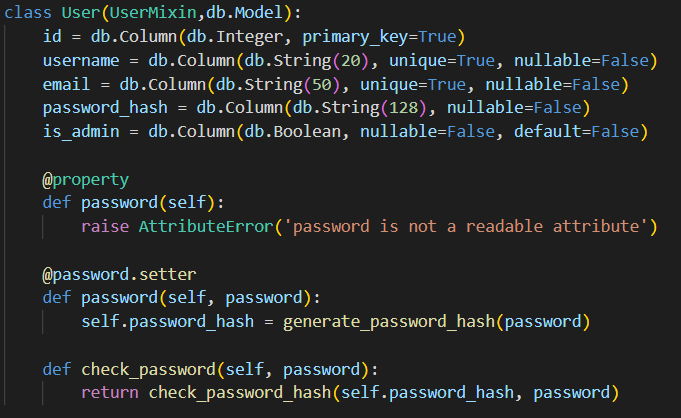 class User(UserMixin,db.Model):
    id = db.Column(db.Integer, primary_key=True)
    username = db.Column(db.String(20), unique=True, nullable=False)
    email = db.Column(db.String(50), unique=True, nullable=False)
    password_hash = db.Column(db.String(128), nullable=False)
    is_admin = db.Column(db.Boolean, nullable=False, default=False)

    @property
    def password(self):
        raise AttributeError('password is not a readable attribute')

    @password.setter
    def password(self, password):
        self.password_hash = generate_password_hash(password)

    def check_password(self, password):
        return check_password_hash(self.password_hash, password)